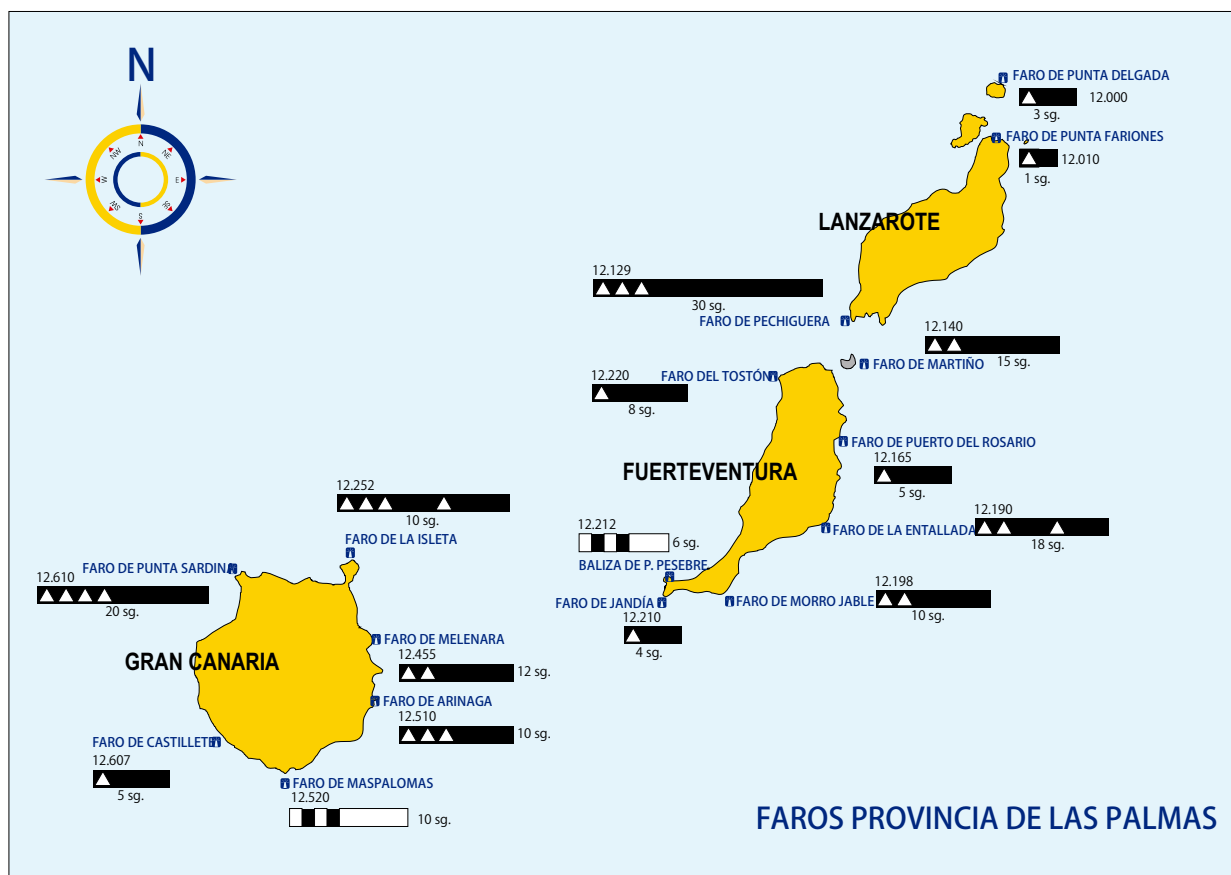 N
N
NE
E
SE
S
SW
W
NW
FARO DE PUNTA DELGADA
12.000
3 sg.
FARO DE PUNTA FARIONES
12.010
1 sg.
LANZAROTE
12.129
30 sg.
FARO DE PECHIGUERA
12.140
15 sg.
FARO DE MARTIÑO
FARO DEL TOSTÓN
12.220
8 sg.
FARO DE PUERTO DEL ROSARIO
12.165
5 sg.
FUERTEVENTURA
12.190
FARO DE LA ENTALLADA
18 sg.
12.212
6 sg.
BALIZA DE P. PESEBRE.
FARO DE JANDÍA
12.210
4 sg.
FARO DE MORRO JABLE
12.198
10 sg.
12.252
10 sg.
FARO DE LA ISLETA
FARO DE PUNTA SARDINA
12.610
20 sg.
FARO DE MELENARA
12.455
12 sg.
GRAN CANARIA
FARO DE ARINAGA
12.510
10 sg.
FARO DE CASTILLETE
12.607
5 sg.
FARO DE MASPALOMAS
12.520
10 sg.
FAROS PROVINCIA DE LAS PALMAS